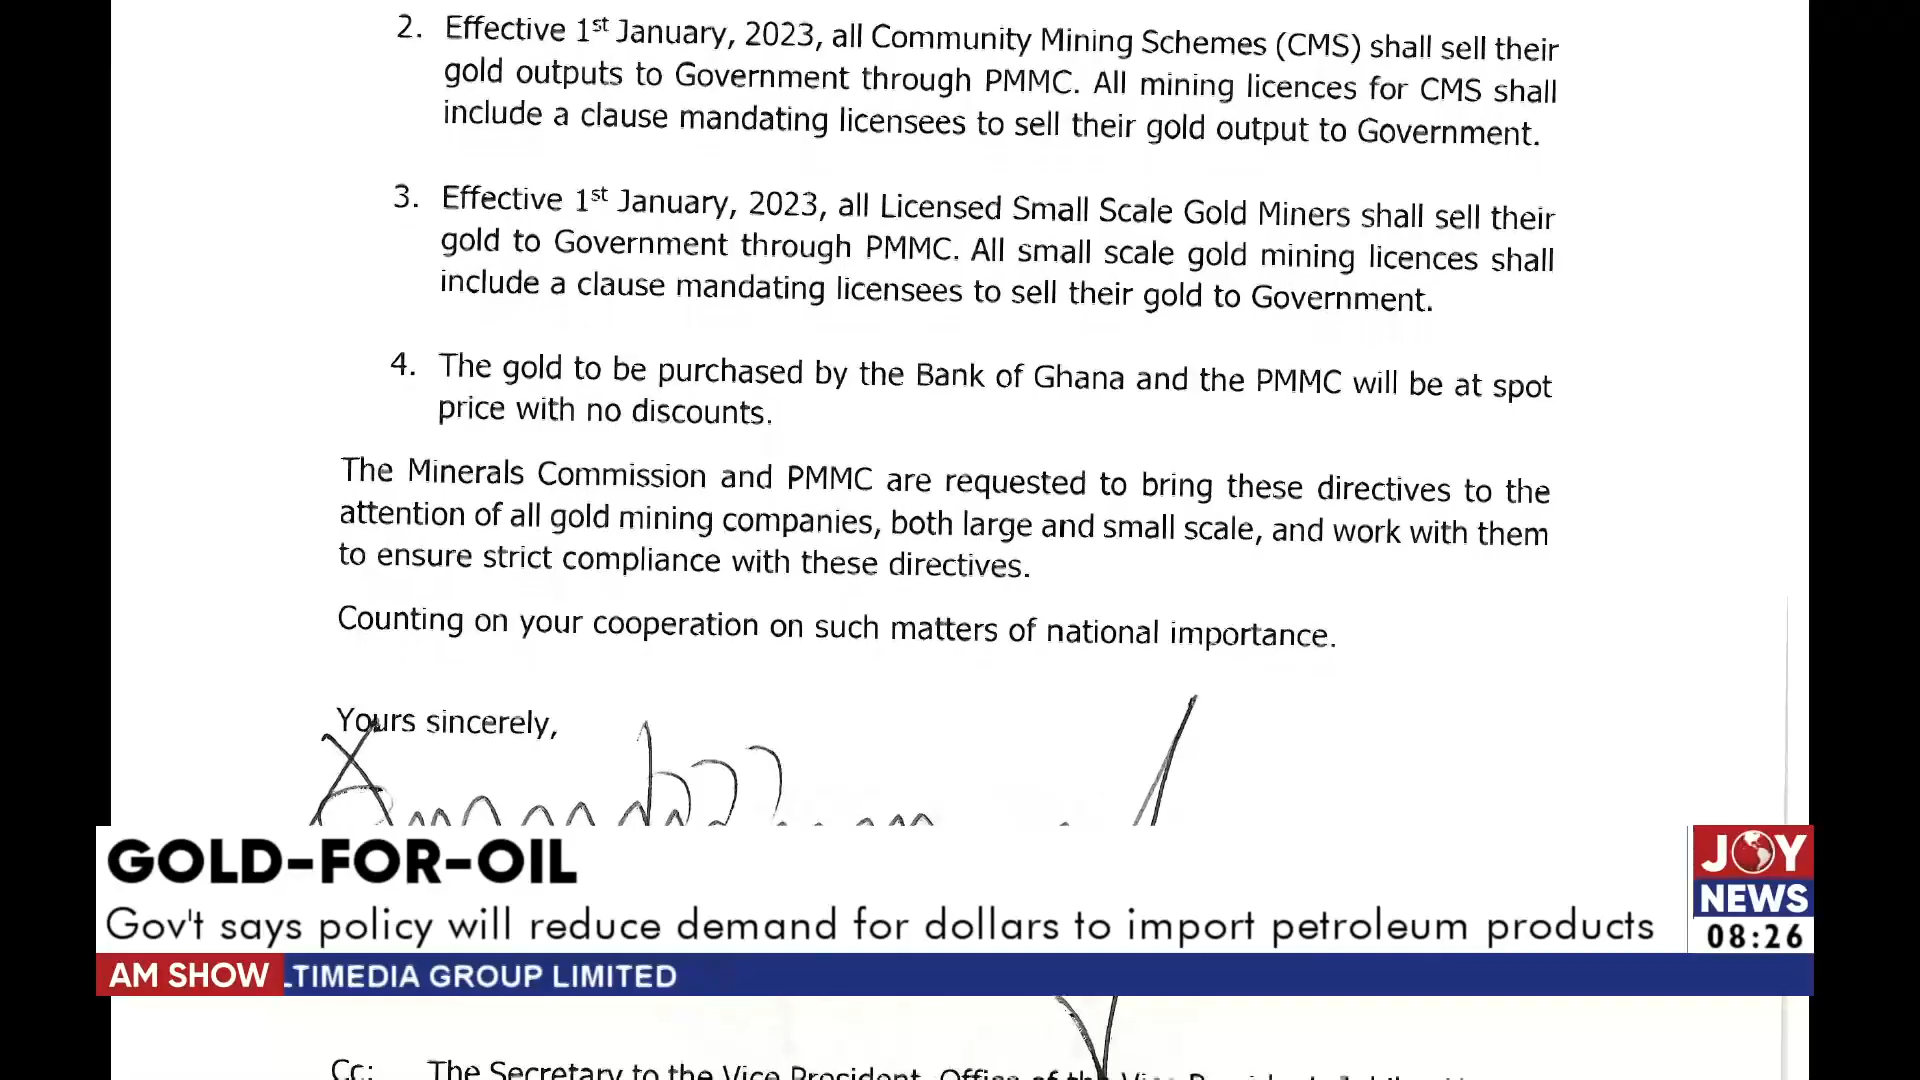 2. Effective 1st January, 2023, all Community Mining Schemes (CMS) shall sell their
gold outputs to Government through PMMC. All mining licences for CMS shall
include a clause mandating licensees to sell their gold output to Government.
3. Effective 1st January, 2023, all Licensed Small Scale Gold Miners shall sell their
gold to Government through PMMC. All small scale gold mining licences shall
include a clause mandating licensees to sell their gold to Government.
4. The gold to be purchased by the Bank of Ghana and the PMMC will be at spot
price with no discounts.
The Minerals Commission and PMMC are requested to bring these directives to the
attention of all gold mining companies, both large and small scale, and work with them
to ensure strict compliance with these directives.
Counting on your cooperation on such matters of national importance.
Yours sincerely,
GOLD-FOR-OIL
Gov't says policy will reduce demand for dollars to import petroleum products
JOY
NEWS
08:26
AM SHOW LTIMEDIA GROUP LIMITED
Cc: The Secretary to the Vice President, Office of the Vice President